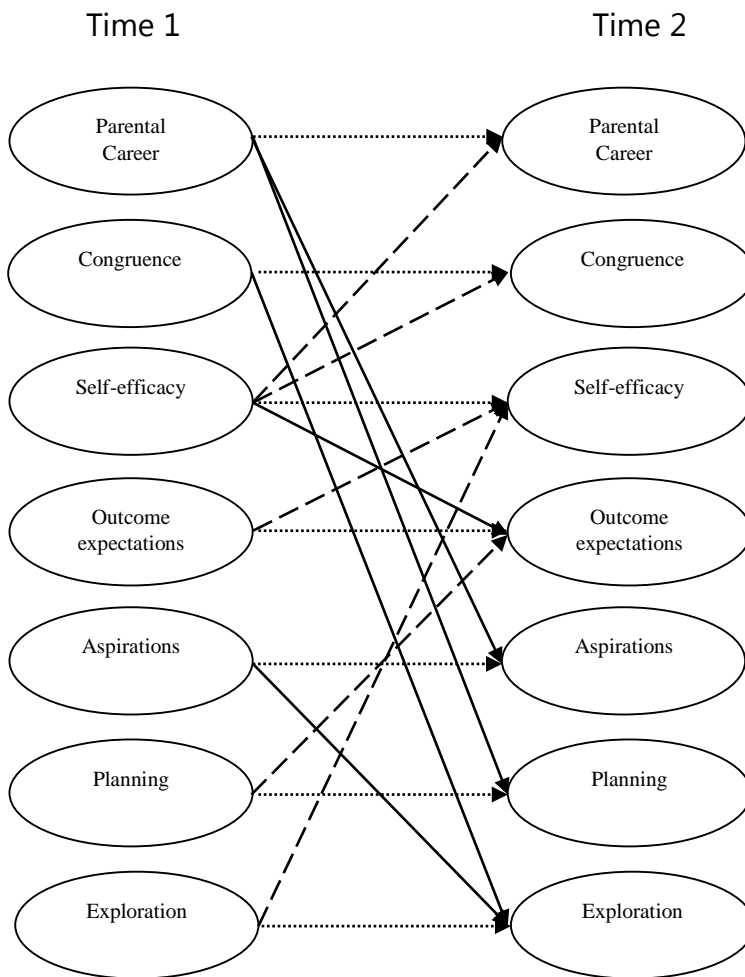 Time 1
Time 2
Parental
Career
Parental
Career
Congruence
Congruence
Self-efficacy
Self-efficacy
Outcome
expectations
Outcome
expectations
Aspirations
Aspirations
Planning
Planning
Exploration
Exploration